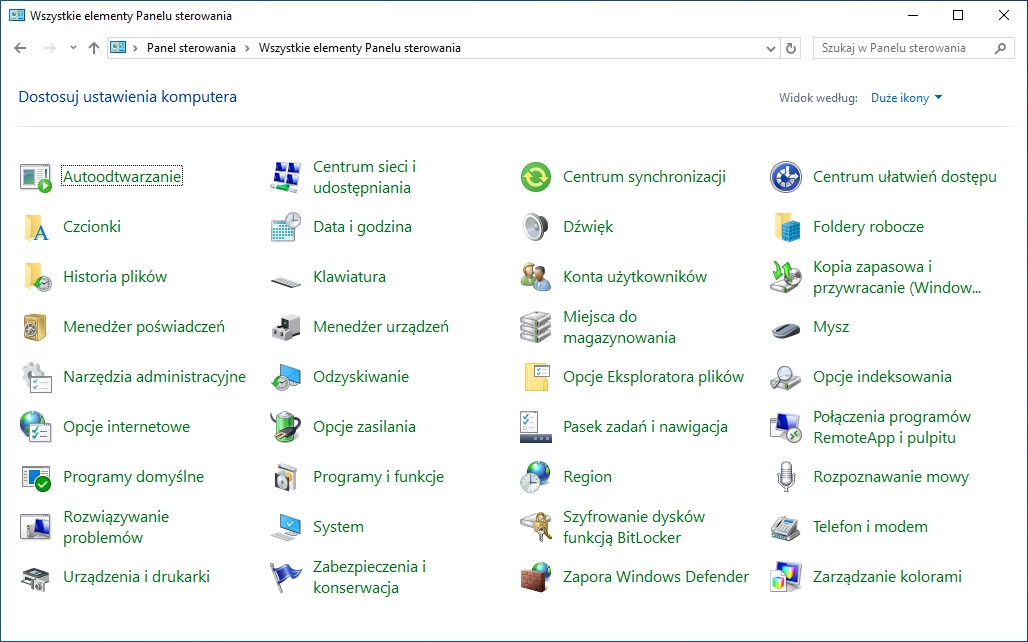 Wszystkie elementy Panelu sterowania
Panel sterowania > Wszystkie elementy Panelu sterowania
Szukaj w Panelu sterowania
Dostosuj ustawienia komputera
Widok według: Duże ikony
Autoodtwarzanie
Centrum sieci i
udostępniania
Centrum synchronizacji
Centrum ułatwień dostępu
Czcionki
Data i godzina
Dźwięk
Foldery robocze
Historia plików
Klawiatura
Konta użytkowników
Kopia zapasowa i
przywracanie (Window...
Menedżer poświadczeń
Menedżer urządzeń
Miejsca do
magazynowania
Mysz
Narzędzia administracyjne
Odzyskiwanie
Opcje Eksploratora plików
Opcje indeksowania
Opcje internetowe
Opcje zasilania
Pasek zadań i nawigacja
Połączenia programów
RemoteApp i pulpitu
Programy domyślne
Programy i funkcje
Region
Rozpoznawanie mowy
Rozwiązywanie
problemów
System
Szyfrowanie dysków
funkcją BitLocker
Telefon i modem
Urządzenia i drukarki
Zabezpieczenia i
konserwacja
Zapora Windows Defender
Zarządzanie kolorami